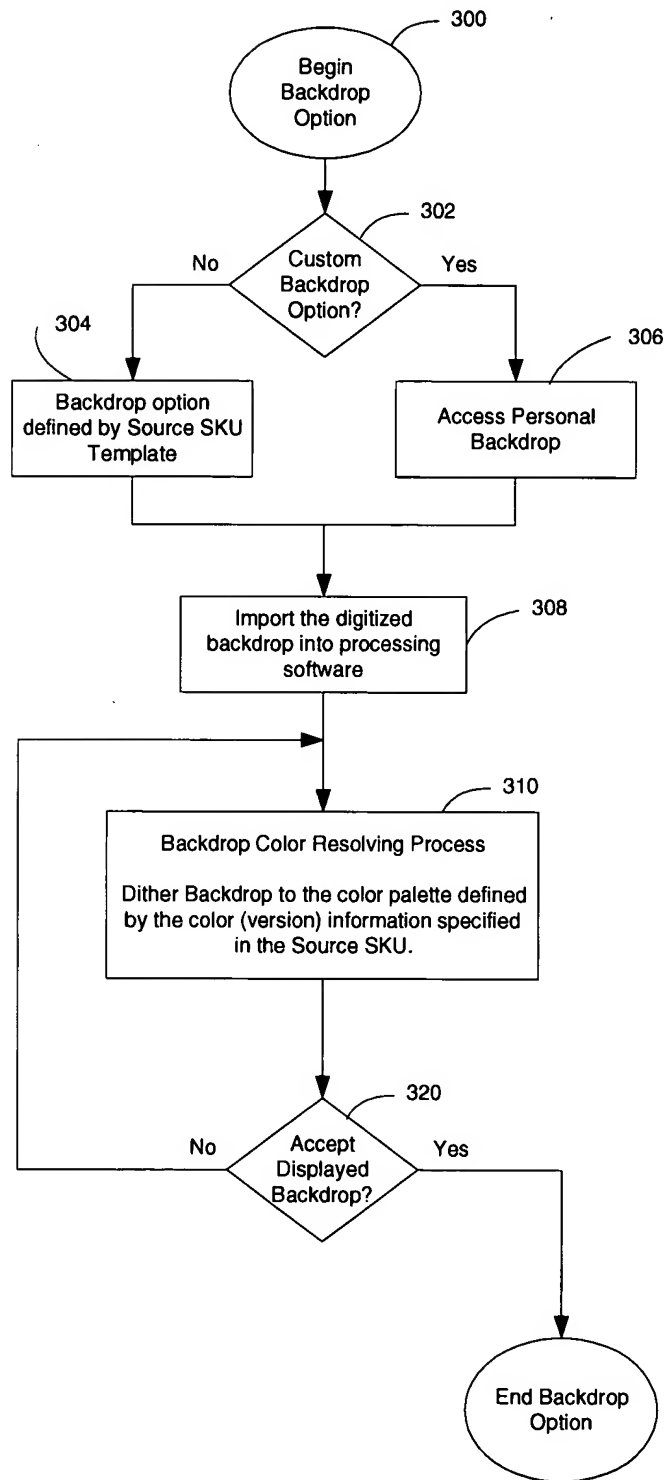 300
Begin
Backdrop
Option
302
Custom
Backdrop
Option?
No
Yes
304
306
Backdrop option
defined by Source SKU
Template
Access Personal
Backdrop
308
Import the digitized
backdrop into processing
software
310
Backdrop Color Resolving Process
Dither Backdrop to the color palette defined
by the color (version) information specified
in the Source SKU.
320
No
Yes
Accept
Displayed
Backdrop?
End Backdrop
Option